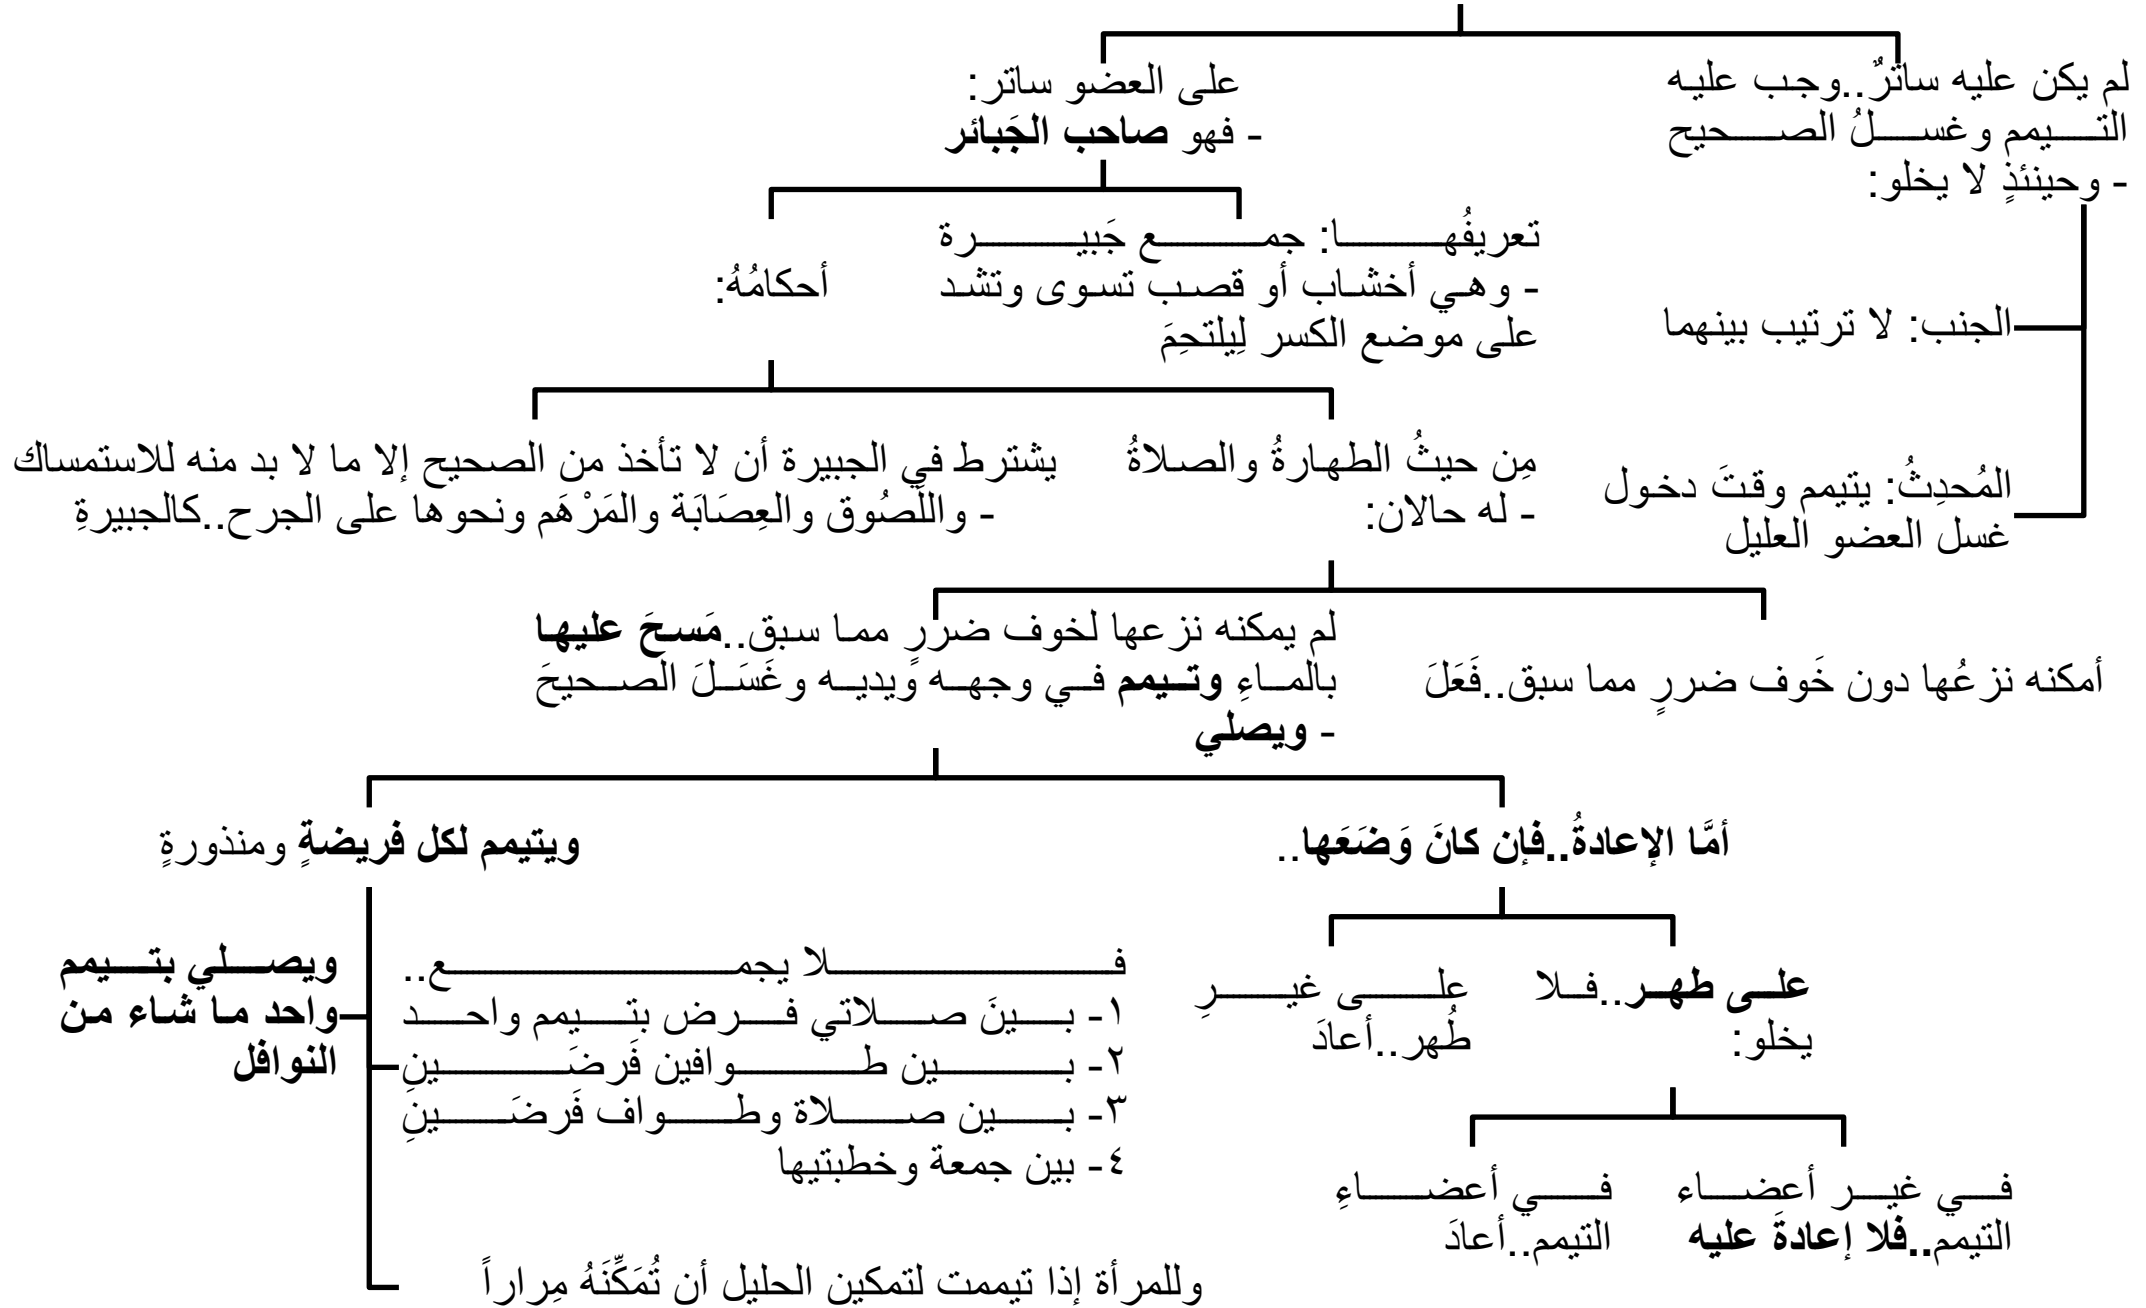 لم يكن عليه ساترٌ..وجب عليه
التيمم وغسلُ الصحيح
- وحينئذٍ لا يخلو:
الجنب: لا ترتيب بينهما
المُحدِثُ: يتيمم وقتَ دخول
غسل العضو العليل
على العضو ساتر:
- فهو صاحب الجَبائر
تعريفُها: جمع جَبيرة
- وهي أخشاب أو قصب تسوى وتشد
على موضع الكسر لِيلتحِمَ
أحكامُهُ:
مِن حيثُ الطهارةُ والصلاةُ
- له حالان:
يشترط في الجبيرة أن لا تأخذ من الصحيح إلا ما لا بد منه للاستمساك
- واللَّصُوق والعِصَابَة والمَرْهَم ونحوها على الجرح..كالجبيرةِ
أمكنه نزعُها دون خَوف ضررٍ مما سبق..فَعَلَ
لم يمكنه نزعها لخوف ضررٍ مما سبق..مَسحَ عليها
بالماءِ وتيمم في وجهه ويديه وغَسَلَ الصحيحَ
- ويصلي
أمَّا الإعادةُ..فإن كانَ وَضَعَها..
على طهر..فلا
يخلو:
في غير أعضاء
التيمم..فلا إعادةَ عليه
في أعضاءِ
التيمم..أعادَ
على غيرِ
طُهر..أعادَ
ويتيمم لكل فريضةٍ ومنذورةٍ
فلا يجمع..
١- بينَ صلاتي فرض بتيمم واحد
٢- بين طوافين فَرضَينِ
٣- بين صلاة وطواف فَرضَينِ
٤- بين جمعة وخطبتيها
ويصلي بتيمم
واحد ما شاء من
النوافل
وللمرأة إذا تيممت لتمكين الحليل أن تُمَكِّنَهُ مِراراً